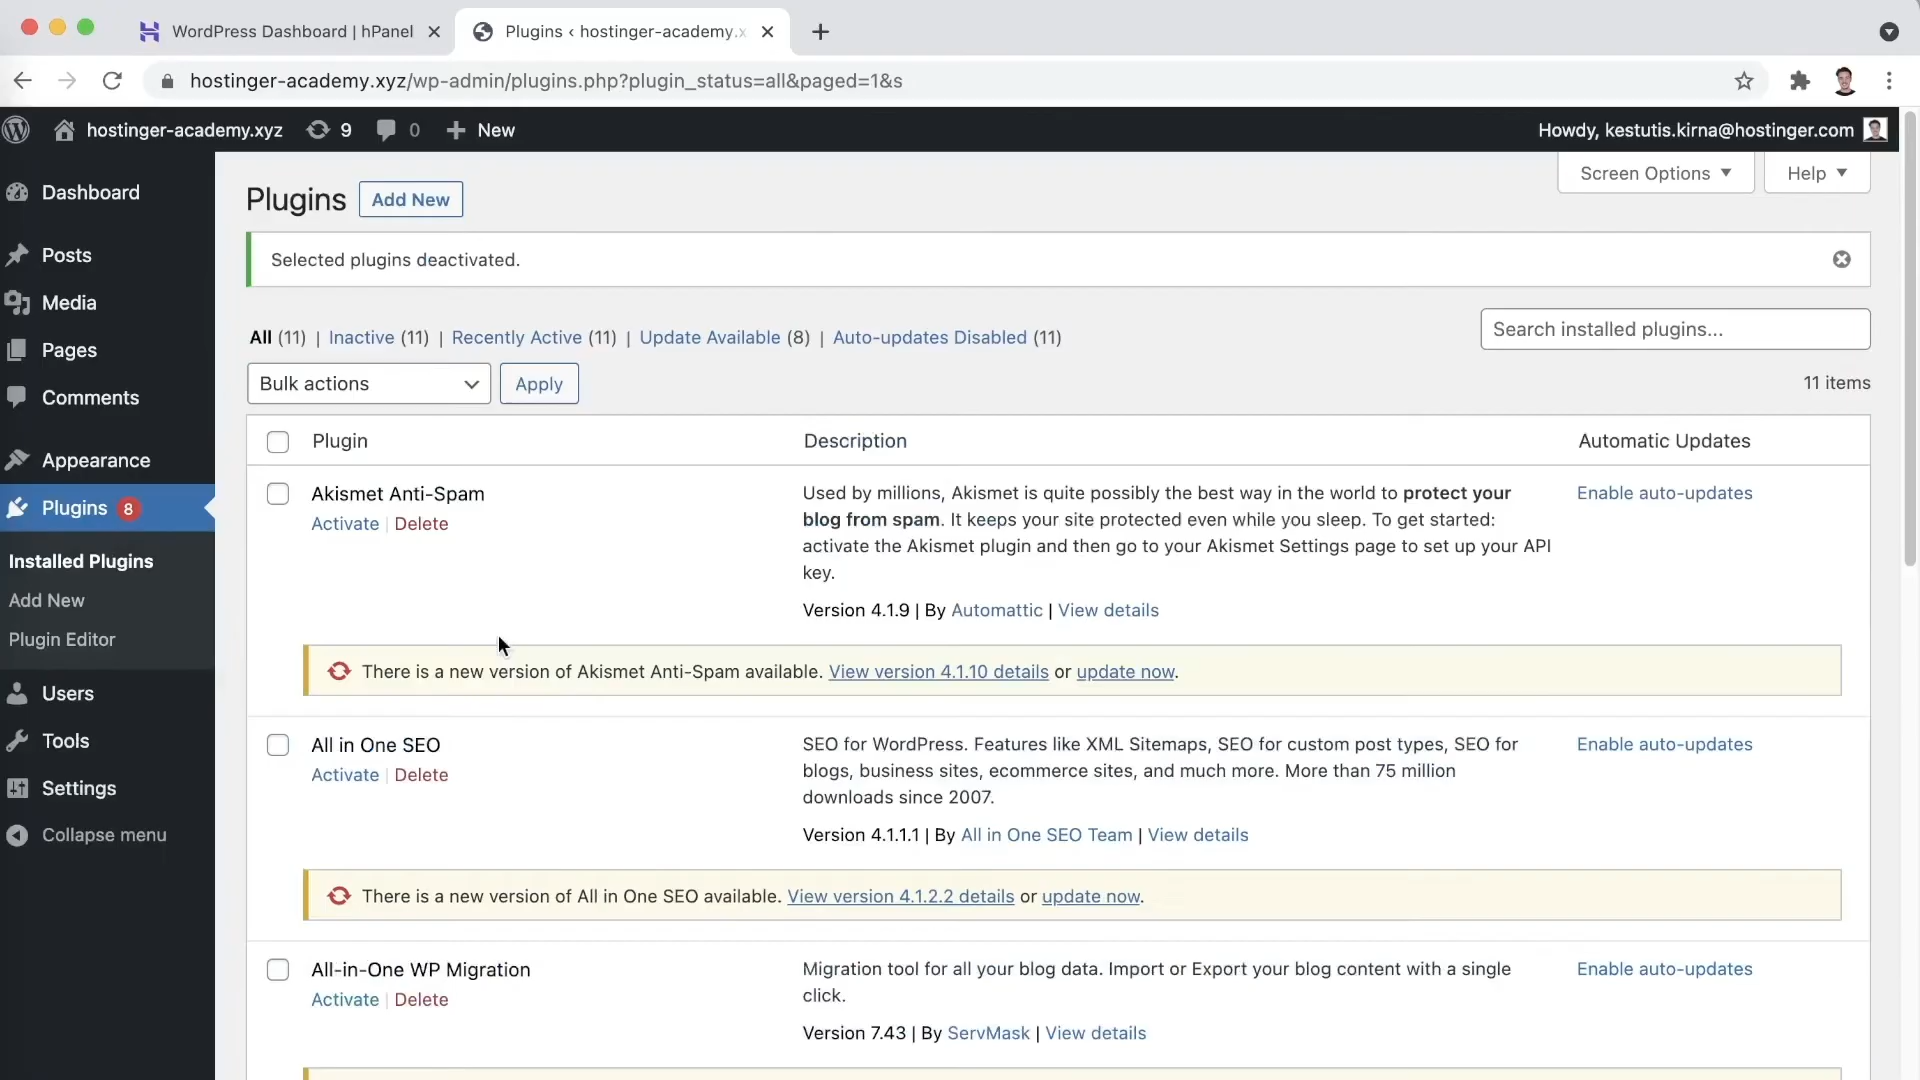 WordPress Dashboard | hPanel
Plugins ‹ hostinger-academy.x
hostinger-academy.xyz/wp-admin/plugins.php?plugin_status=all&paged=1&s
hostinger-academy.xyz 9 0 New
Howdy, kestutis.kirna@hostinger.com
Dashboard
Posts
Media
Pages
Comments
Appearance
Plugins 8
Installed Plugins
Add New
Plugin Editor
Users
Tools
Settings
Collapse menu
Screen Options
Help
Plugins Add New
Selected plugins deactivated.
All (11) | Inactive (11) | Recently Active (11) | Update Available (8) | Auto-updates Disabled (11)
Search installed plugins...
Bulk actions Apply
11 items
Plugin Description Automatic Updates
Akismet Anti-Spam
Activate | Delete
Used by millions, Akismet is quite possibly the best way in the world to protect your
blog from spam. It keeps your site protected even while you sleep. To get started:
activate the Akismet plugin and then go to your Akismet Settings page to set up your API
key.
Version 4.1.9 | By Automattic | View details
Enable auto-updates
There is a new version of Akismet Anti-Spam available. View version 4.1.10 details or update now.
All in One SEO
Activate | Delete
SEO for WordPress. Features like XML Sitemaps, SEO for custom post types, SEO for
blogs, business sites, ecommerce sites, and much more. More than 75 million
downloads since 2007.
Version 4.1.1.1 | By All in One SEO Team | View details
Enable auto-updates
There is a new version of All in One SEO available. View version 4.1.2.2 details or update now.
All-in-One WP Migration
Activate | Delete
Migration tool for all your blog data. Import or Export your blog content with a single
click.
Version 7.43 | By ServMask | View details
Enable auto-updates